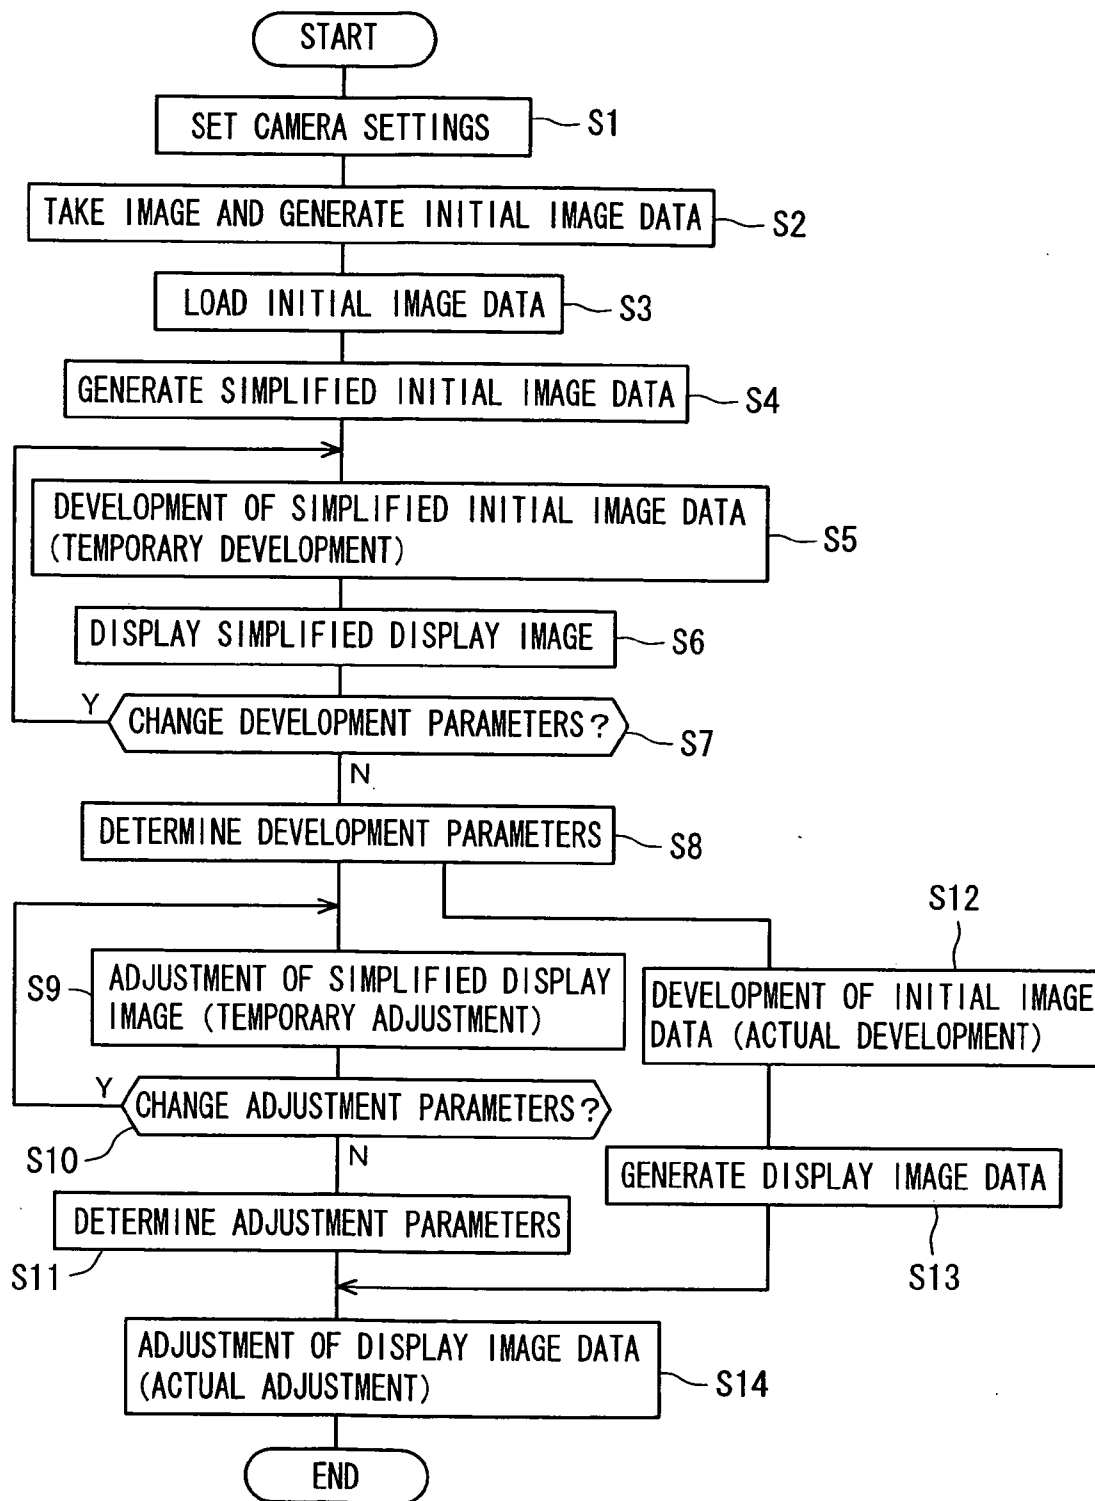 START
SET CAMERA SETTINGS
S1
TAKE IMAGE AND GENERATE INITIAL IMAGE DATA
S2
LOAD INITIAL IMAGE DATA
S3
GENERATE SIMPLIFIED INITIAL IMAGE DATA
S4
DEVELOPMENT OF SIMPLIFIED INITIAL IMAGE DATA
(TEMPORARY DEVELOPMENT)
S5
DISPLAY SIMPLIFIED DISPLAY IMAGE
S6
Y
CHANGE DEVELOPMENT PARAMETERS?
S7
N
DETERMINE DEVELOPMENT PARAMETERS
S8
S9
ADJUSTMENT OF SIMPLIFIED DISPLAY
IMAGE (TEMPORARY ADJUSTMENT)
Y
CHANGE ADJUSTMENT PARAMETERS?
S10
N
DETERMINE ADJUSTMENT PARAMETERS
S11
S12
DEVELOPMENT OF INITIAL IMAGE
DATA (ACTUAL DEVELOPMENT)
GENERATE DISPLAY IMAGE DATA
S13
ADJUSTMENT OF DISPLAY IMAGE DATA
(ACTUAL ADJUSTMENT)
S14
END